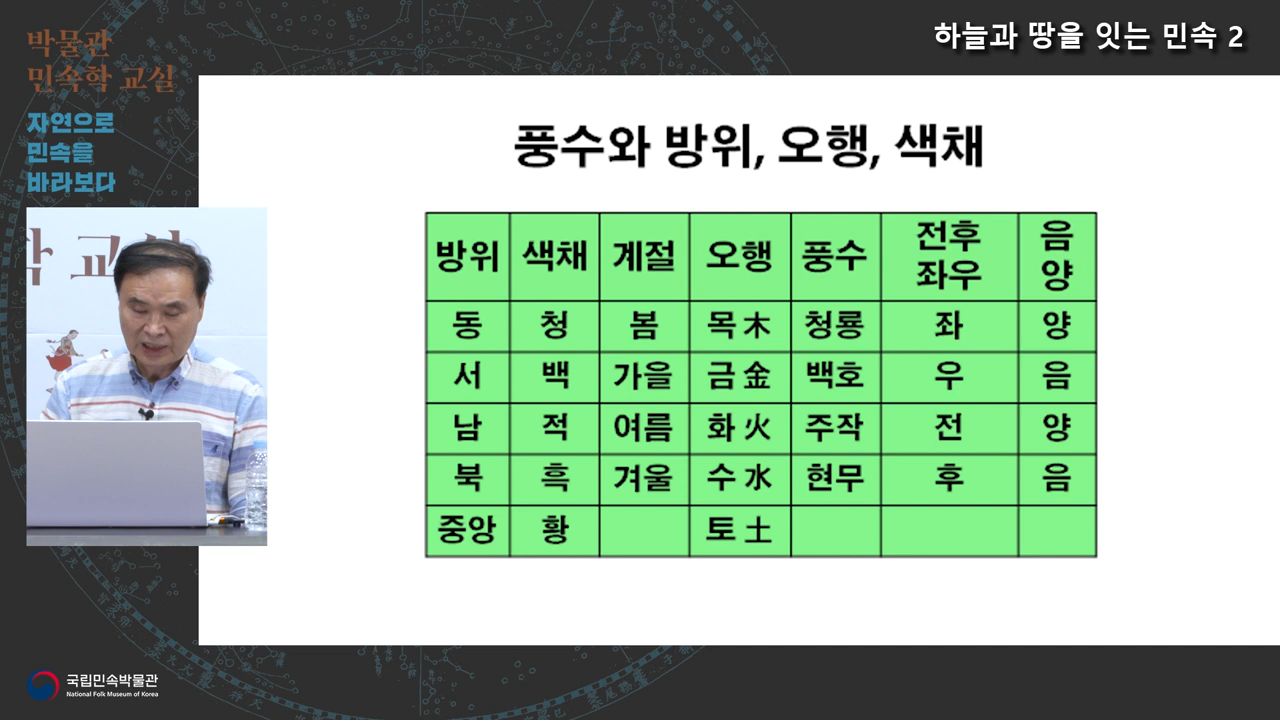 박물관
민속학 교실
자연으로
민속을
바라보다
하늘과 땅을 잇는 민속 2
풍수와 방위, 오행, 색채
방위 색채 계절 오행 풍수 전후 좌우 음양
동 청 봄 목 木 청룡 좌 양
서 백 가을 금 金 백호 우 음
남 적 여름 화 火 주작 전 양
북 흑 겨울 수 水 현무 후 음
중앙 황 토 土
국립민속박물관
National Folk Museum of Korea